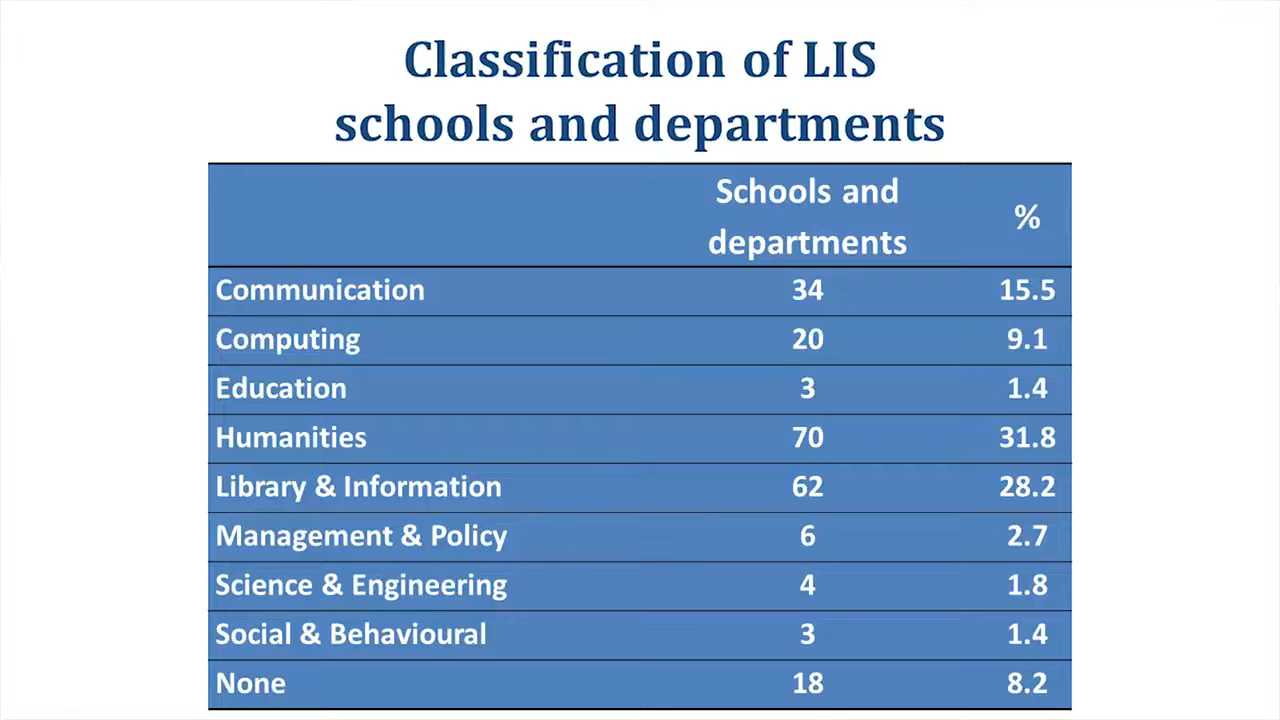 Classification of LIS
schools and departments
Schools and
departments
%
Communication 34 15.5
Computing 20 9.1
Education 3 1.4
Humanities 70 31.8
Library & Information 62 28.2
Management & Policy 6 2.7
Science & Engineering 4 1.8
Social & Behavioural 3 1.4
None 18 8.2